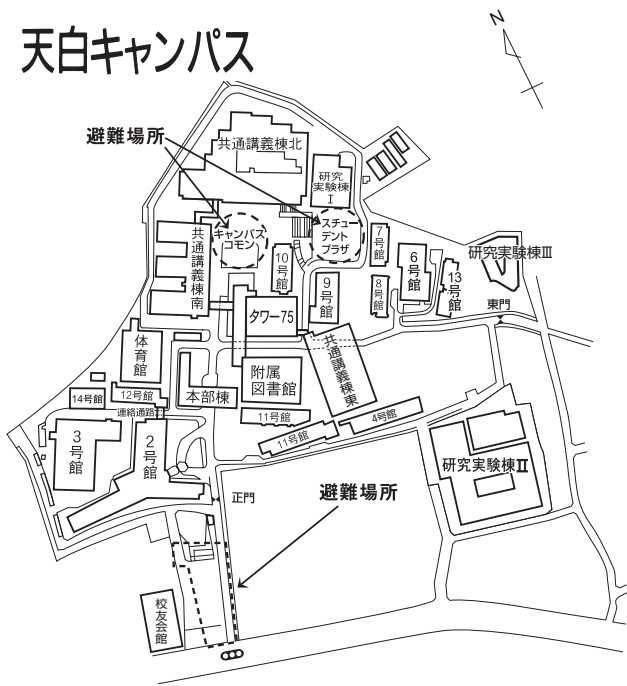 天白キャンパス
N
避難場所
共通講義棟北
研究
実験棟
I
スチュー
デント
プラザ
キャンパス
コモン
共通講義棟南
10号館
7号館
6号館
研究実験棟Ⅲ
13号館
8号館
9号館
東門
タワー75
体育館
共通講義棟東
附属
図書館
本部棟
12号館
14号館
連絡通路
11号館
4号館
11号館
3号館
2号館
研究実験棟Ⅱ
正門
避難場所
校友会館